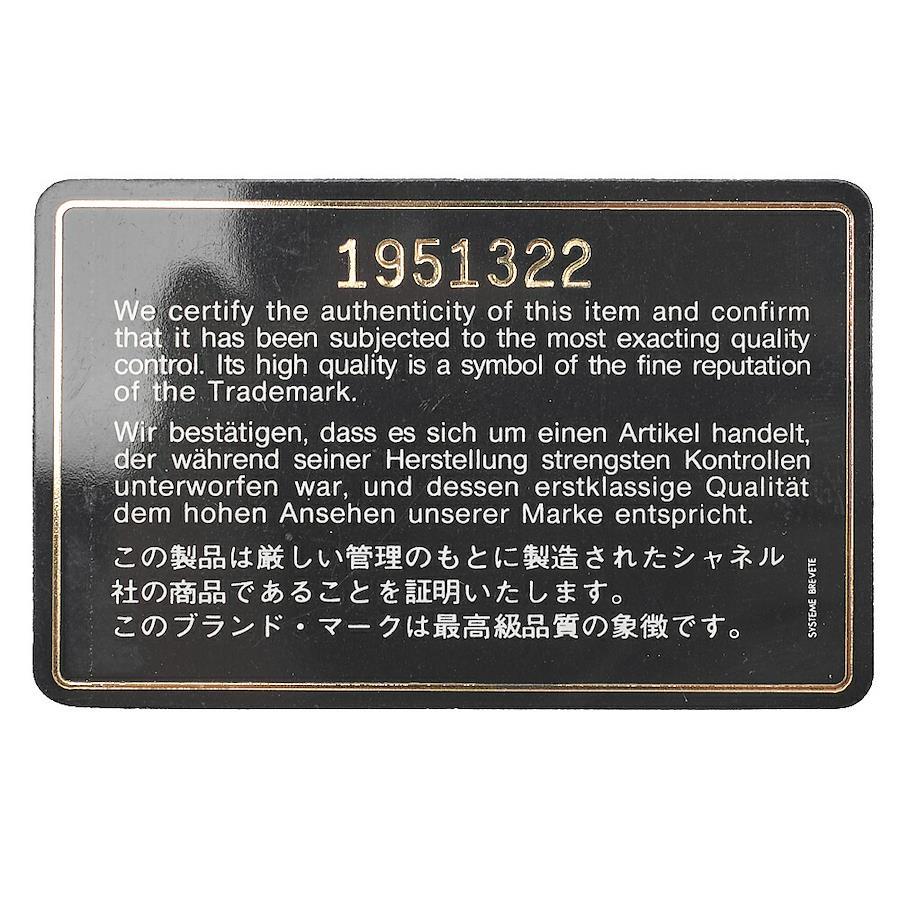 1951322
We certify the authenticity of this item and confirm
that it has been subjected to the most exacting quality
control. Its high quality is a symbol of the fine reputation
of the Trademark.
Wir bestätigen, dass es sich um einen Artikel handelt,
der während seiner Herstellung strengsten Kontrollen
unterworfen war, und dessen erstklassige Qualität
dem hohen Ansehen unserer Marke entspricht.
この製品は厳しい管理のもとに製造されたシャネル
社の商品であることを証明いたします。
このブランド・マークは最高級品質の象徴です。
SYSTEME BREVETE